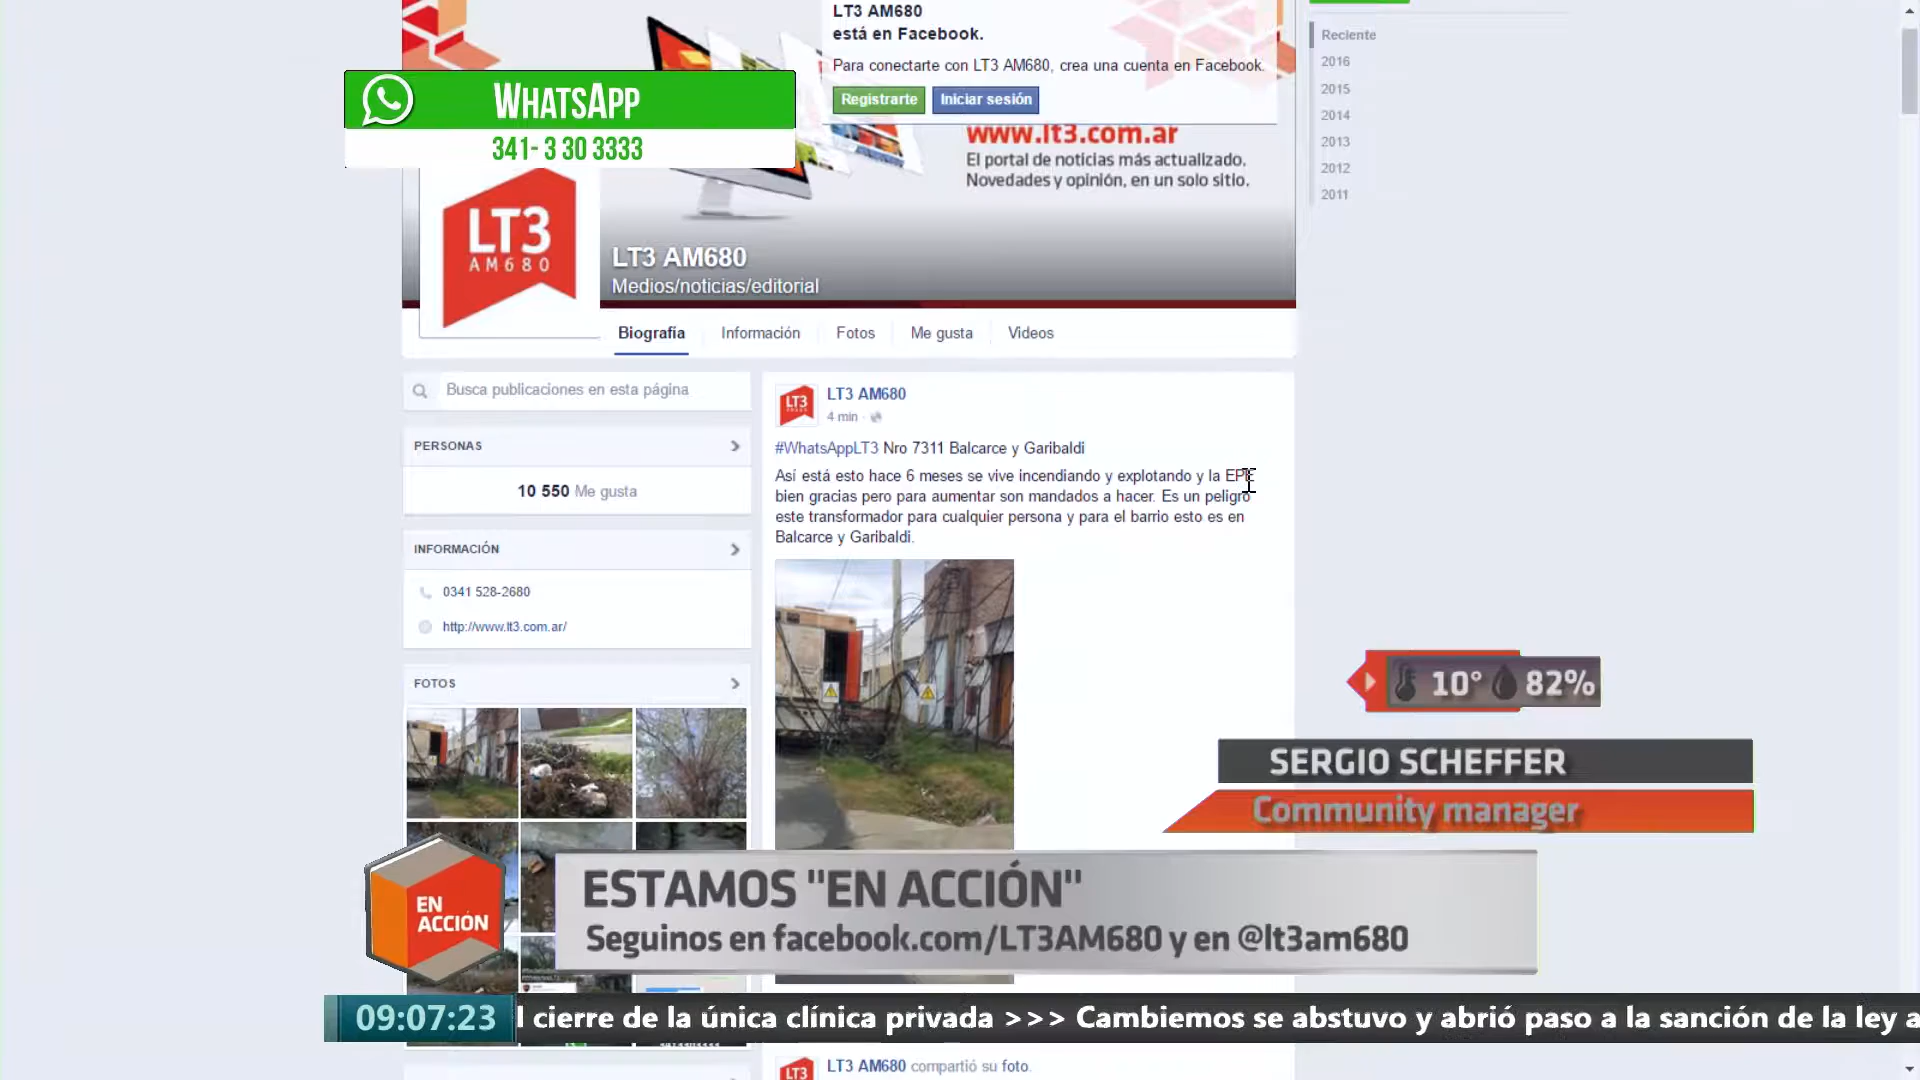 LT3 AM680
está en Facebook.
Para conectarte con LT3 AM680, crea una cuenta en Facebook.
Registrarte
Iniciar sesión
Reciente
2016
2015
2014
2013
2012
2011
WHATSAPP
341- 3 30 3333
www.lt3.com.ar
El portal de noticias más actualizado.
Novedades y opinión, en un solo sitio.
LT3
AM680
LT3 AM680
Medios/noticias/editorial
Biografía
Información
Fotos
Me gusta
Videos
Busca publicaciones en esta página
PERSONAS
10 550 Me gusta
INFORMACIÓN
0341 528-2680
http://www.lt3.com.ar/
FOTOS
LT3
LT3 AM680
4 min
#WhatsAppLT3 Nro 7311 Balcarce y Garibaldi
Así está esto hace 6 meses se vive incendiando y explotando y la EPE
bien gracias pero para aumentar son mandados a hacer. Es un peligro
este transformador para cualquier persona y para el barrio esto es en
Balcarce y Garibaldi.
10° 82%
SERGIO SCHEFFER
Community manager
EN
ACCIÓN
ESTAMOS "EN ACCIÓN"
Seguinos en facebook.com/LT3AM680 y en @lt3am680
09:07:23
l cierre de la única clínica privada >>> Cambiemos se abstuvo y abrió paso a la sanción de la ley a
LT3
LT3 AM680 compartió su foto.